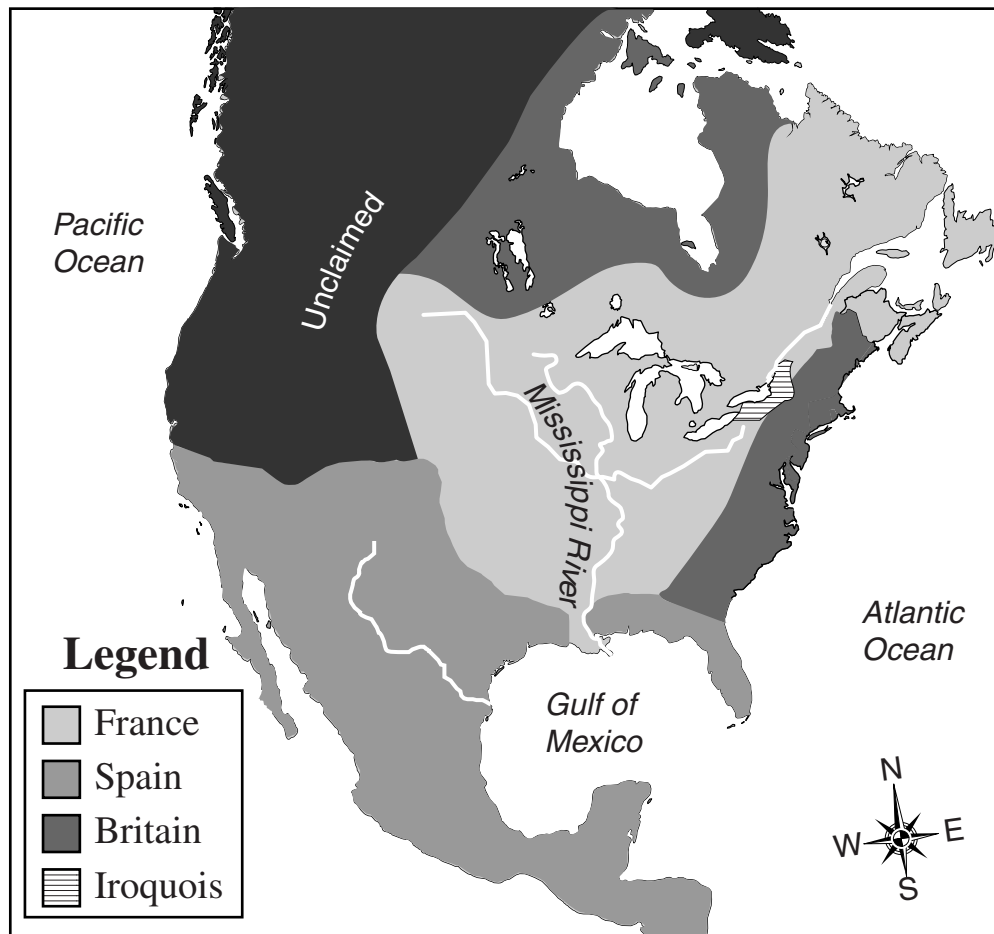 Unclaimed
Pacific
Ocean
Mississippi River
Atlantic
Ocean
Gulf of
Mexico
Legend
France
Spain
Britain
Iroquois
N
W
E
S